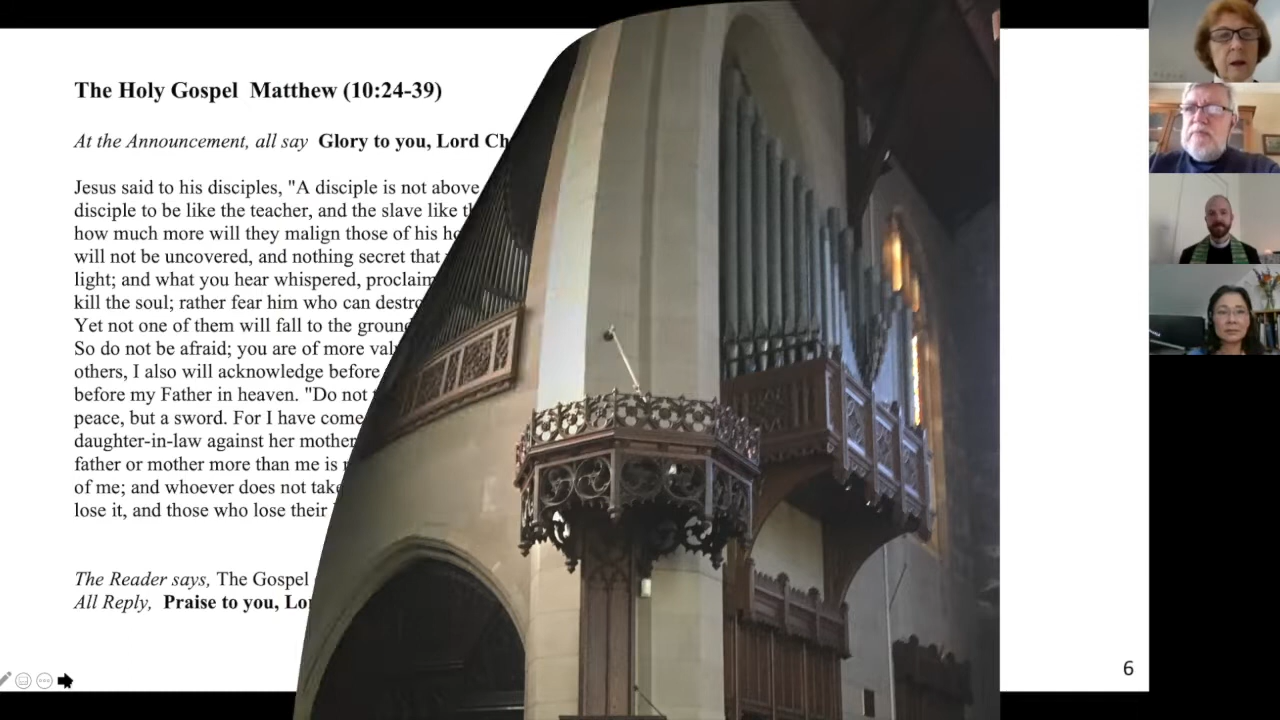 The Holy Gospel Matthew (10:24-39)
At the Announcement, all say Glory to you, Lord Ch
Jesus said to his disciples, "A disciple is not above
disciple to be like the teacher, and the slave like
how much more will they malign those of his
will not be uncovered, and nothing secret that
light; and what you hear whispered, proclaim
kill the soul; rather fear him who can destro
Yet not one of them will fall to the ground
So do not be afraid; you are of more val
others, I also will acknowledge before
before my Father in heaven. "Do not
peace, but a sword. For I have come
daughter-in-law against her mother
father or mother more than me is
of me; and whoever does not take
lose it, and those who lose their
The Reader says, The Gospel
All Reply, Praise to you, Lo
6